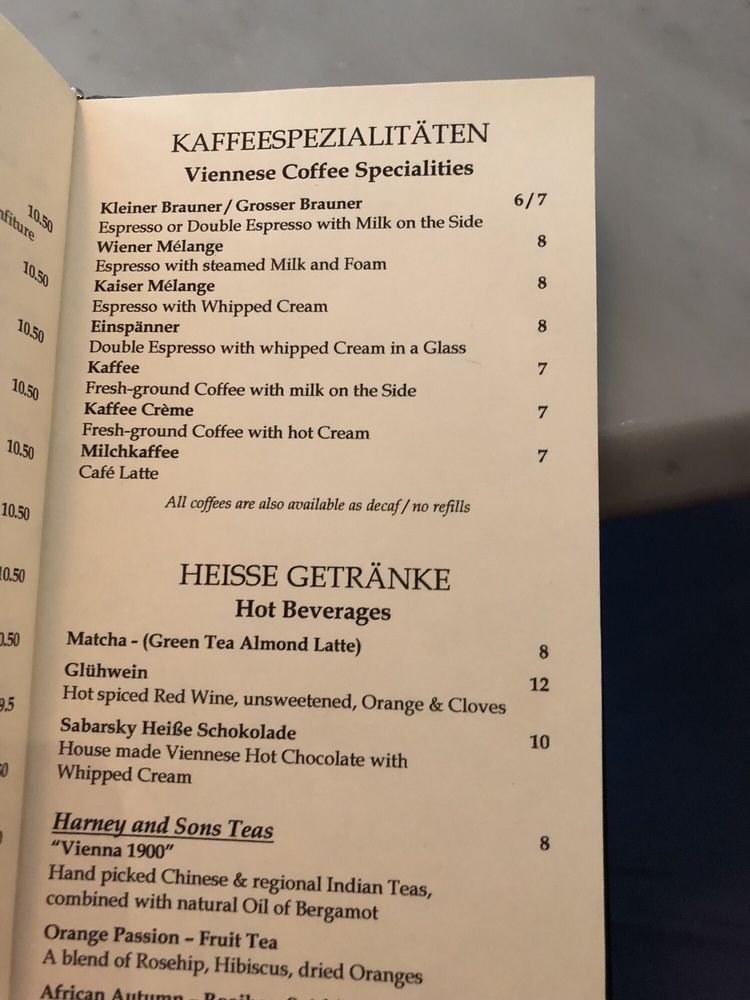 10.50
nfiture
10.50
10.50
10.50
10.50
10.50
10.50
9.5
KAFFEESPEZIALITÄTEN
Viennese Coffee Specialities
Kleiner Brauner / Grosser Brauner 6/7
Espresso or Double Espresso with Milk on the Side
Wiener Mélange 8
Espresso with steamed Milk and Foam
Kaiser Mélange 8
Espresso with Whipped Cream
Einspänner 8
Double Espresso with whipped Cream in a Glass
Kaffee 7
Fresh-ground Coffee with milk on the Side
Kaffee Crème 7
Fresh-ground Coffee with hot Cream
Milchkaffee 7
Café Latte
All coffees are also available as decaf / no refills
HEISSE GETRÄNKE
Hot Beverages
Matcha - (Green Tea Almond Latte) 8
Glühwein 12
Hot spiced Red Wine, unsweetened, Orange & Cloves
Sabarsky Heiße Schokolade 10
House made Viennese Hot Chocolate with
Whipped Cream
Harney and Sons Teas 8
"Vienna 1900"
Hand picked Chinese & regional Indian Teas,
combined with natural Oil of Bergamot
Orange Passion – Fruit Tea
A blend of Rosehip, Hibiscus, dried Oranges
African Autumn